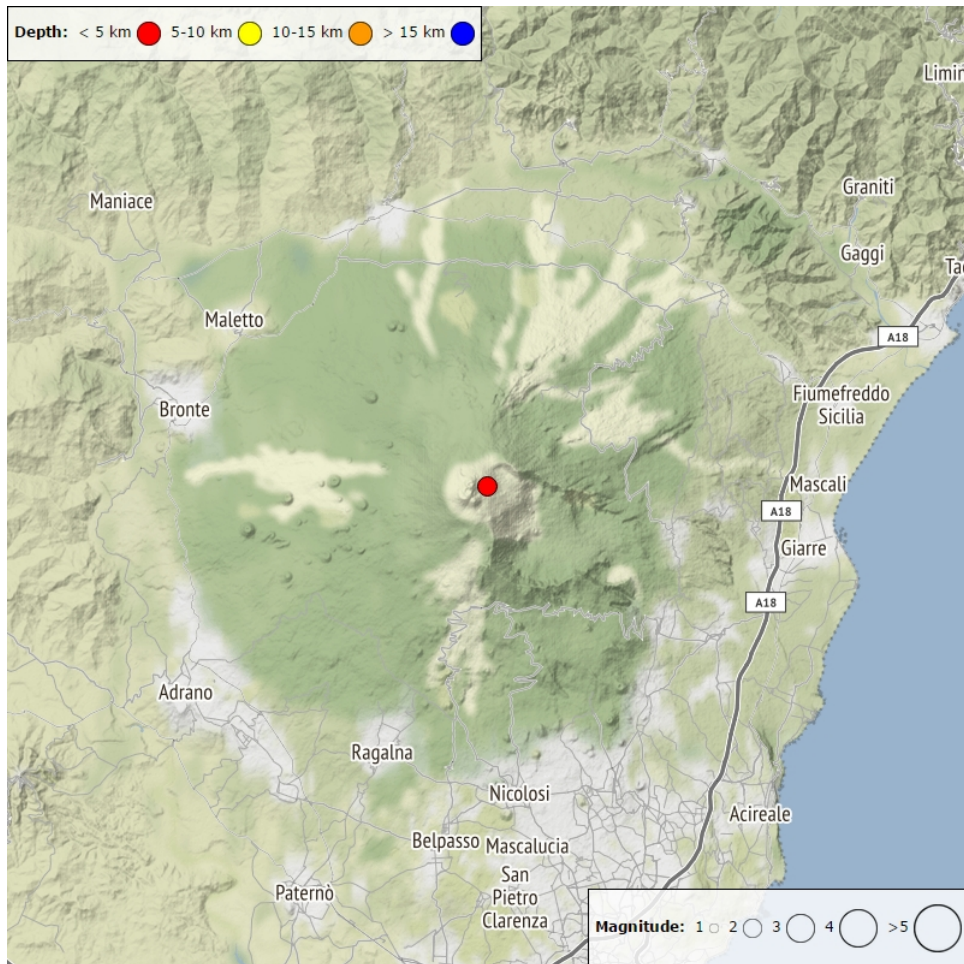 Depth: < 5 km 5-10 km 10-15 km > 15 km
Maniace
Graniti
Gaggi
Maletto
A18
Bronte
Fiumefreddo
Sicilia
Mascali
A18
Giarre
A18
Adrano
Ragalna
Nicolosi
Acireale
Belpasso
Mascalucia
San
Pietro
Clarenza
Paternò
Magnitude: 1 2 3 4 >5